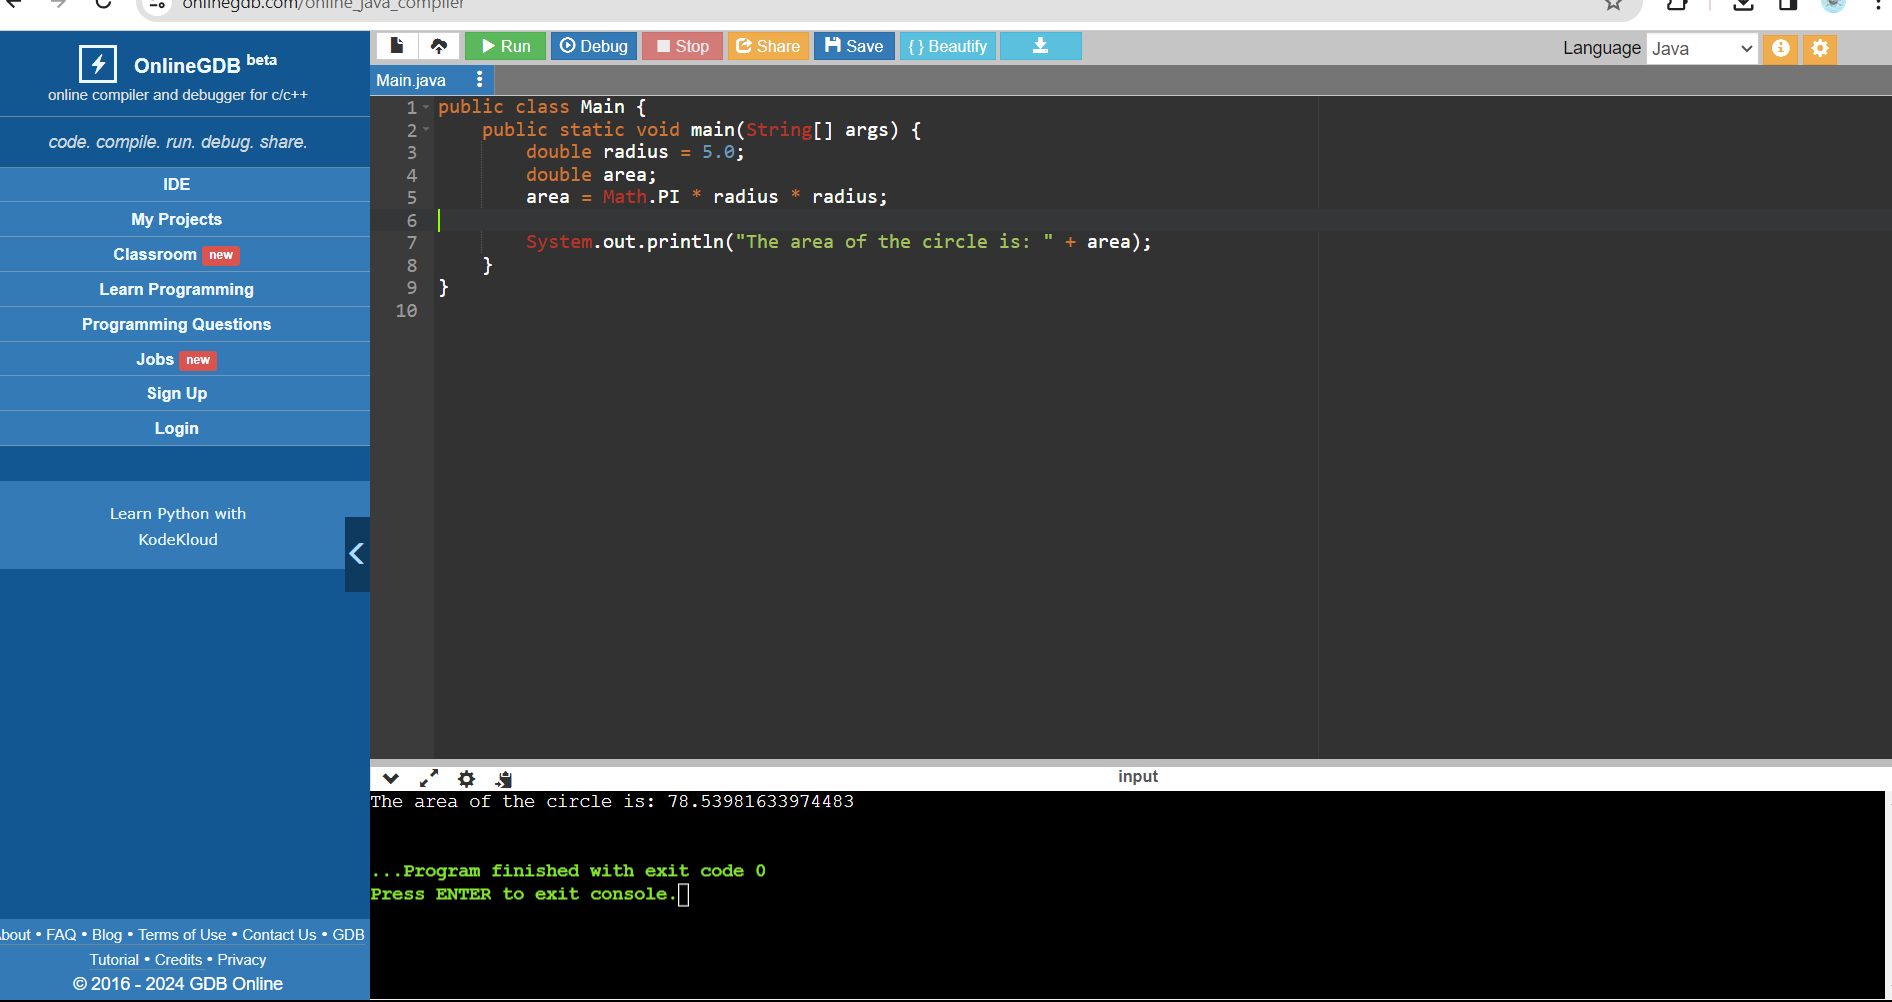 onlinegdb.com/online_java_compiler
OnlineGDB beta
online compiler and debugger for c/c++
code. compile. run. debug. share.
IDE
My Projects
Classroom new
Learn Programming
Programming Questions
Jobs new
Sign Up
Login
Learn Python with
KodeKloud
bout • FAQ • Blog • Terms of Use • Contact Us • GDB
Tutorial • Credits • Privacy
© 2016 - 2024 GDB Online
Run Debug Stop Share Save { } Beautify
Language Java
Main.java
1 public class Main {
2     public static void main(String[] args) {
3         double radius = 5.0;
4         double area;
5         area = Math.PI * radius * radius;
6
7         System.out.println("The area of the circle is: " + area);
8     }
9 }
10
input
The area of the circle is: 78.53981633974483
...Program finished with exit code 0
Press ENTER to exit console.